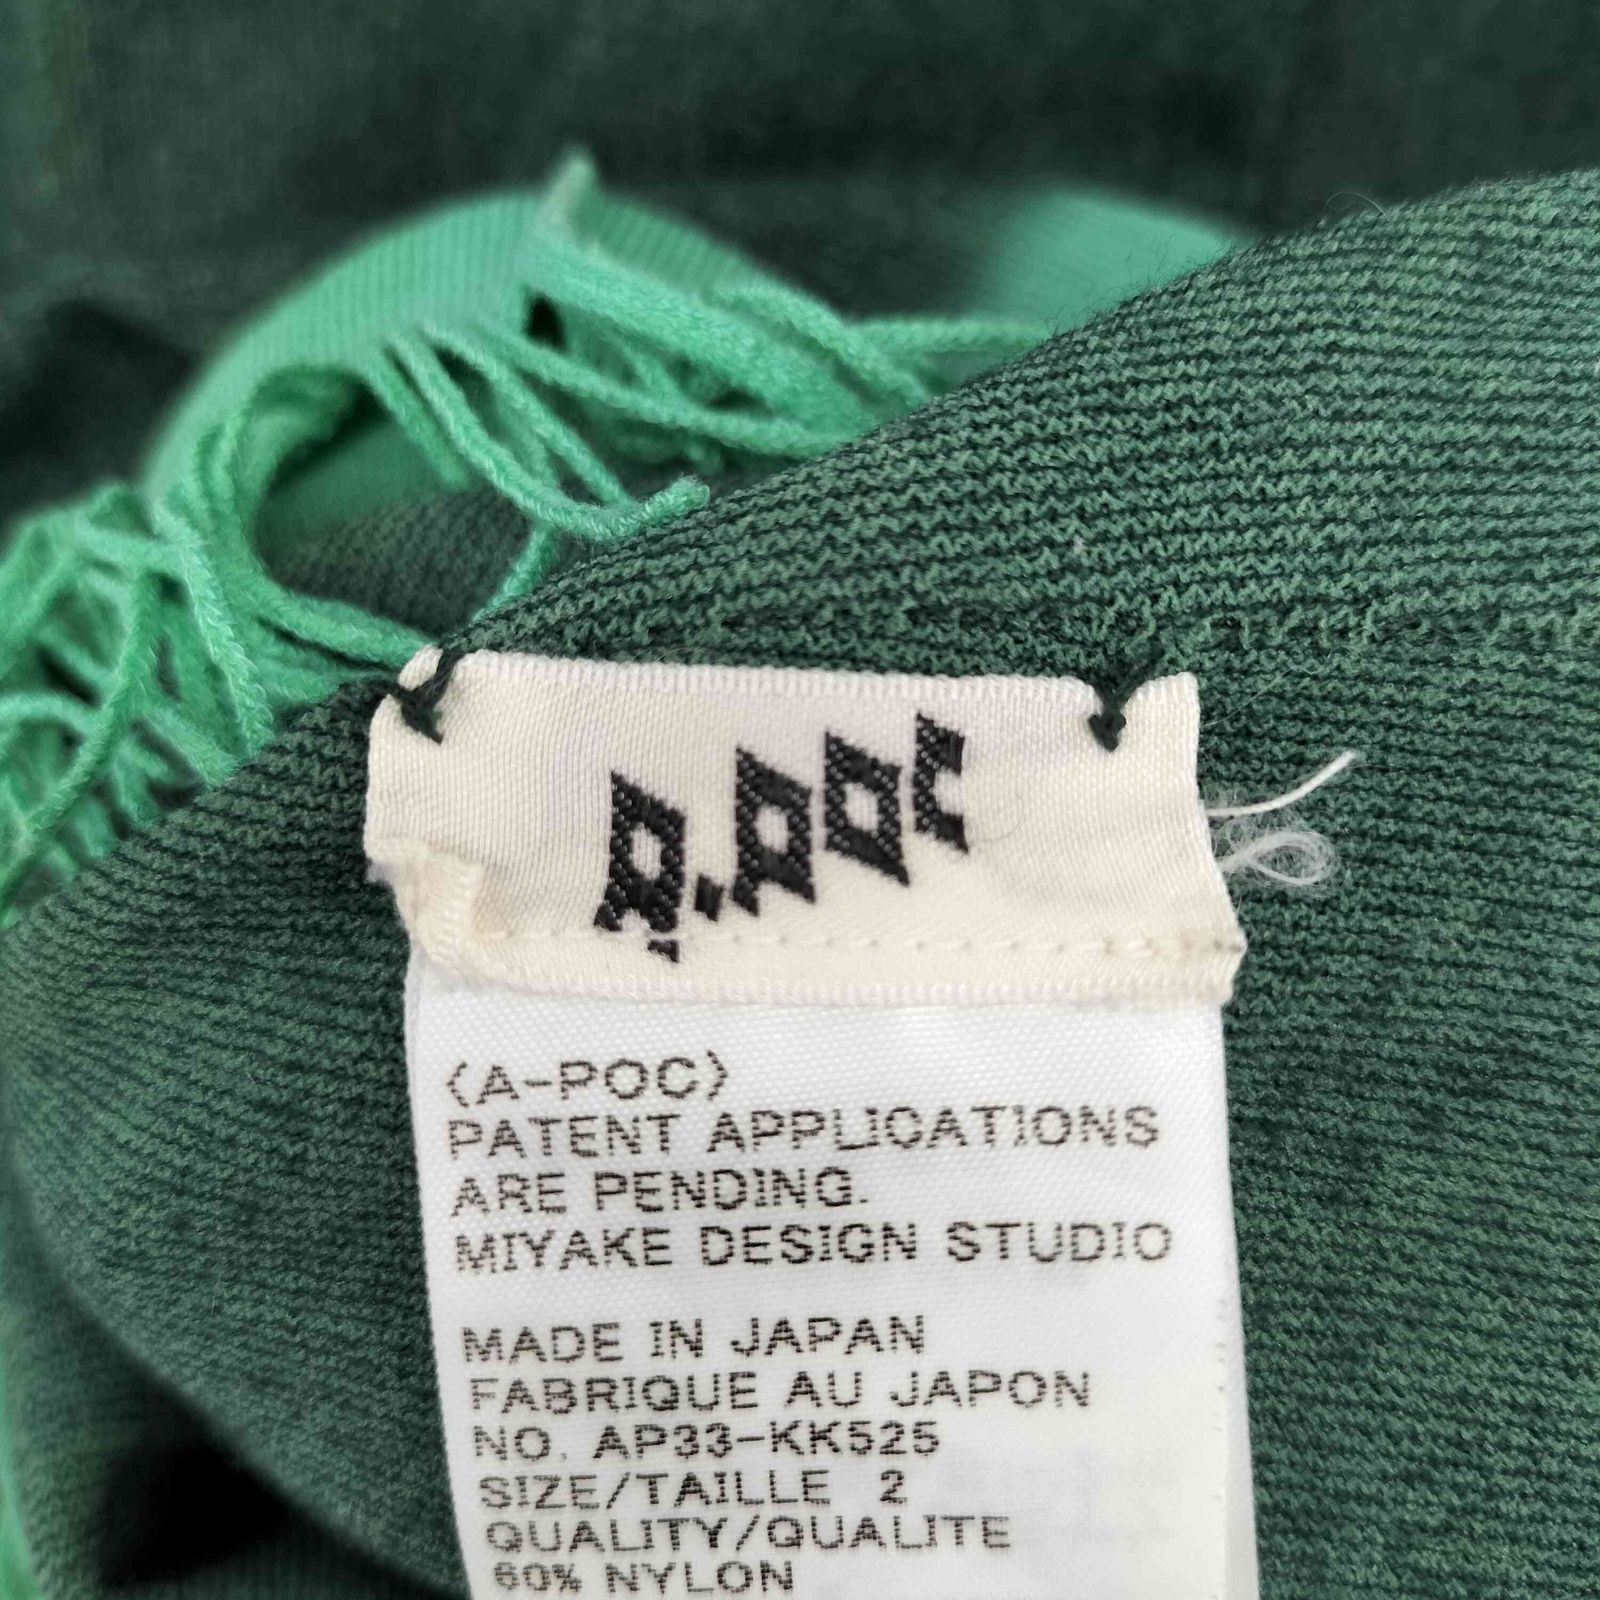 a.poc
(A-POC)
PATENT APPLICATIONS
ARE PENDING.
MIYAKE DESIGN STUDIO
MADE IN JAPAN
FABRIQUE AU JAPON
NO. AP33-KK525
SIZE/TAILLE 2
QUALITY/QUALITE
60% NYLON